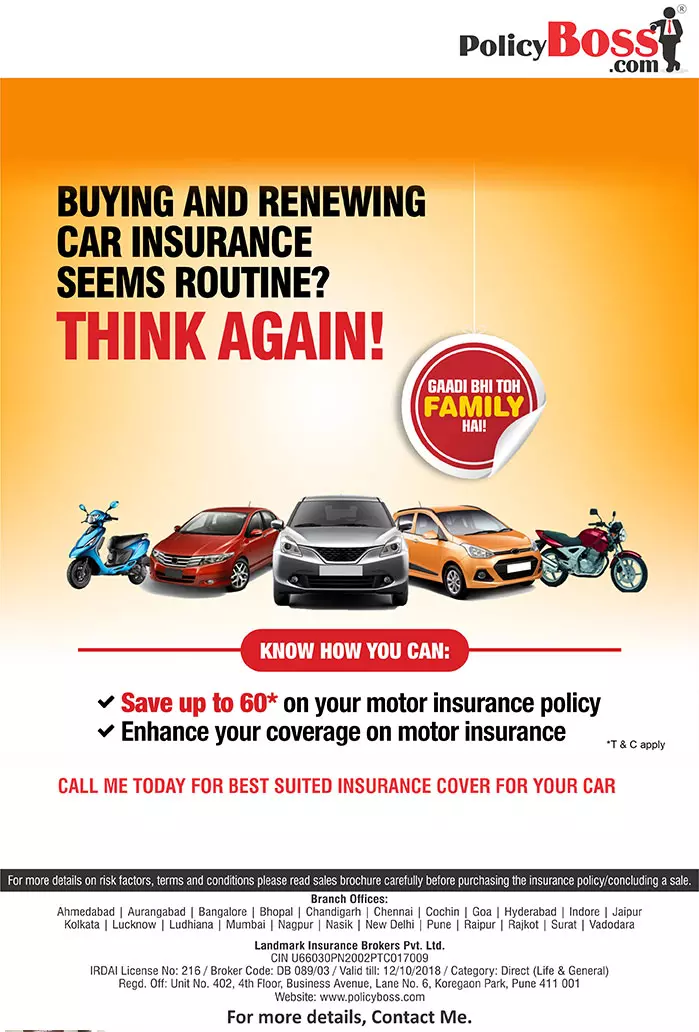 PolicyBoss®
.com
BUYING AND RENEWING
CAR INSURANCE
SEEMS ROUTINE?
THINK AGAIN!
GAADI BHI TOH
FAMILY
HAI!
KNOW HOW YOU CAN:
✓ Save up to 60* on your motor insurance policy
✓ Enhance your coverage on motor insurance
*T & C apply
CALL ME TODAY FOR BEST SUITED INSURANCE COVER FOR YOUR CAR
For more details on risk factors, terms and conditions please read sales brochure carefully before purchasing the insurance policy/concluding a sale.
Branch Offices:
Ahmedabad | Aurangabad | Bangalore | Bhopal | Chandigarh | Chennai | Cochin | Goa | Hyderabad | Indore | Jaipur
Kolkata | Lucknow | Ludhiana | Mumbai | Nagpur | Nasik | New Delhi | Pune | Raipur | Rajkot | Surat | Vadodara
Landmark Insurance Brokers Pvt. Ltd.
CIN U66030PN2002PTC017009
IRDAI License No: 216 / Broker Code: DB 089/03 / Valid till: 12/10/2018 / Category: Direct (Life & General)
Regd. Off: Unit No. 402, 4th Floor, Business Avenue, Lane No. 6, Koregaon Park, Pune 411 001
Website: www.policyboss.com
For more details, Contact Me.